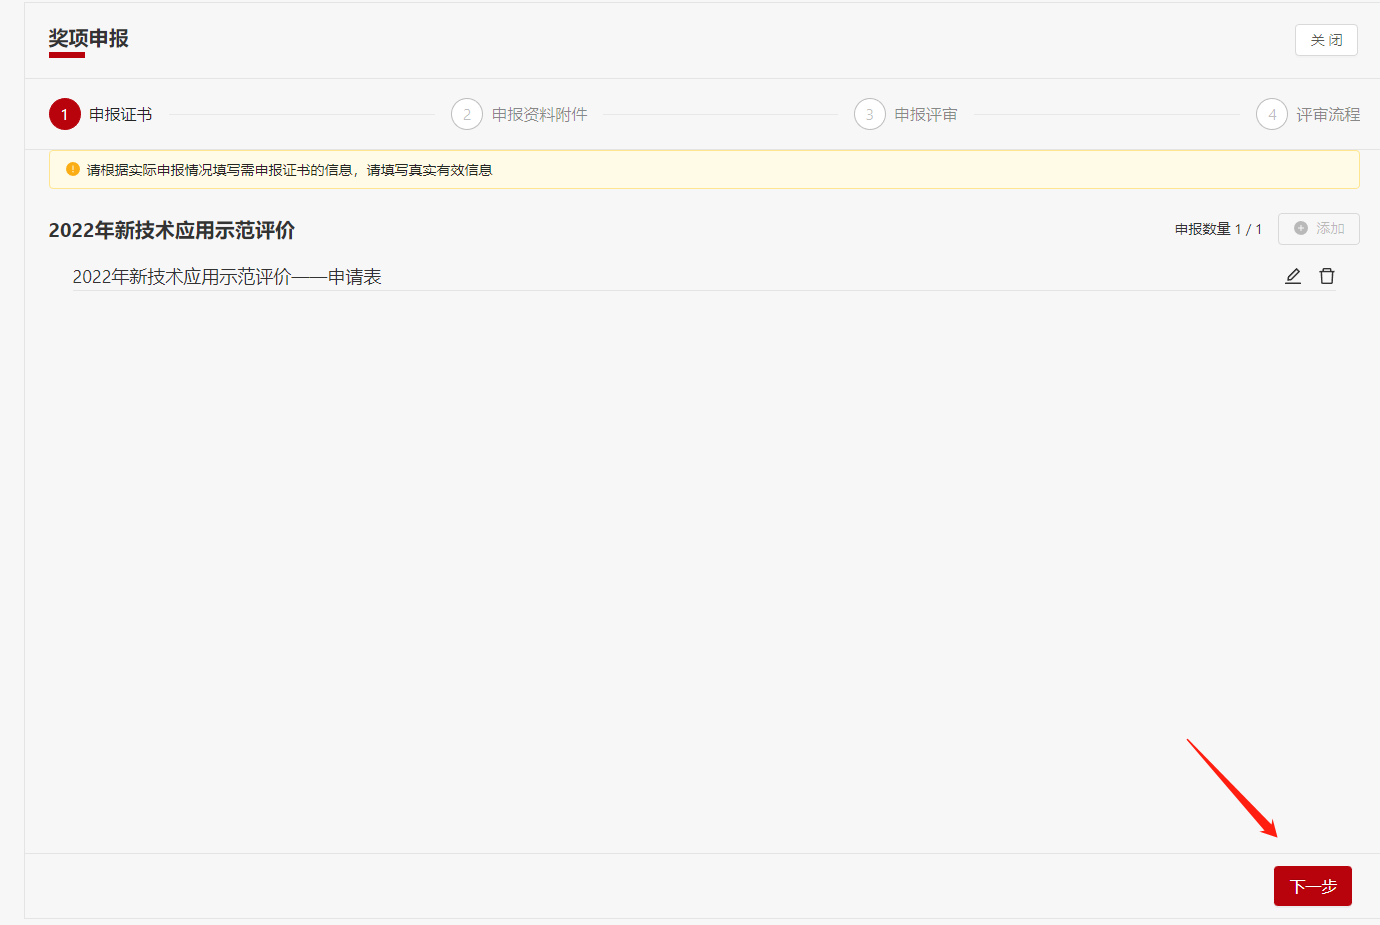 奖项申报
关 闭
1 申报证书 2 申报资料附件 3 申报评审 4 评审流程
请根据实际申报情况填写需申报证书的信息，请填写真实有效信息
2022年新技术应用示范评价 申报数量 1 / 1 添加
2022年新技术应用示范评价——申请表
下一步